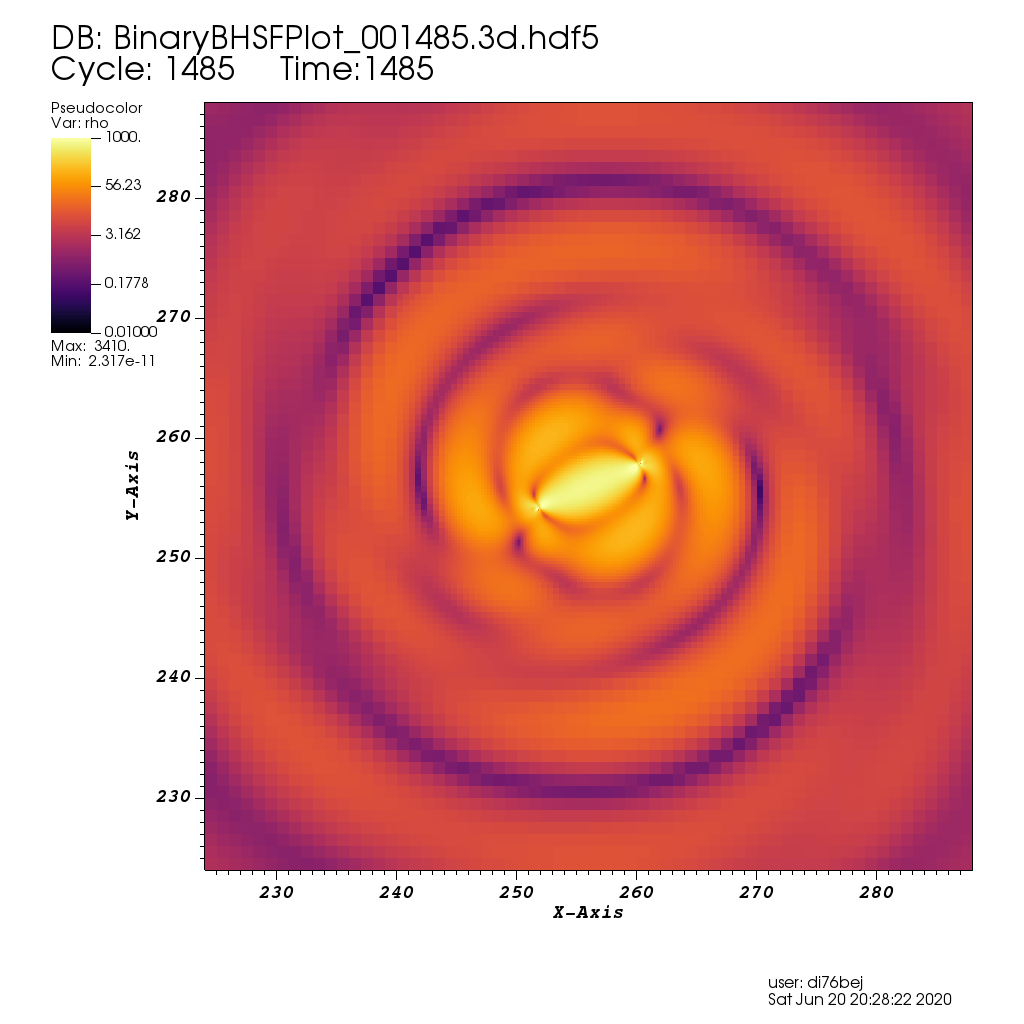 DB: BinaryBHSFPlot_001485.3d.hdf5
Cycle: 1485 Time:1485
Pseudocolor
Var: rho
1000.
56.23
3.162
0.1778
0.01000
Max: 3410.
Min: 2.317e-11
280
270
260
250
240
230
Y-Axis
230 240 250 260 270 280
X-Axis
user: di76bej
Sat Jun 20 20:28:22 2020